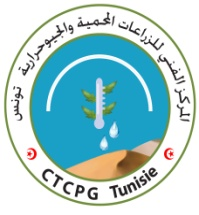 المركز الفني للزراعات المحمية والجيوحرارية تونس
CTCPG Tunisie